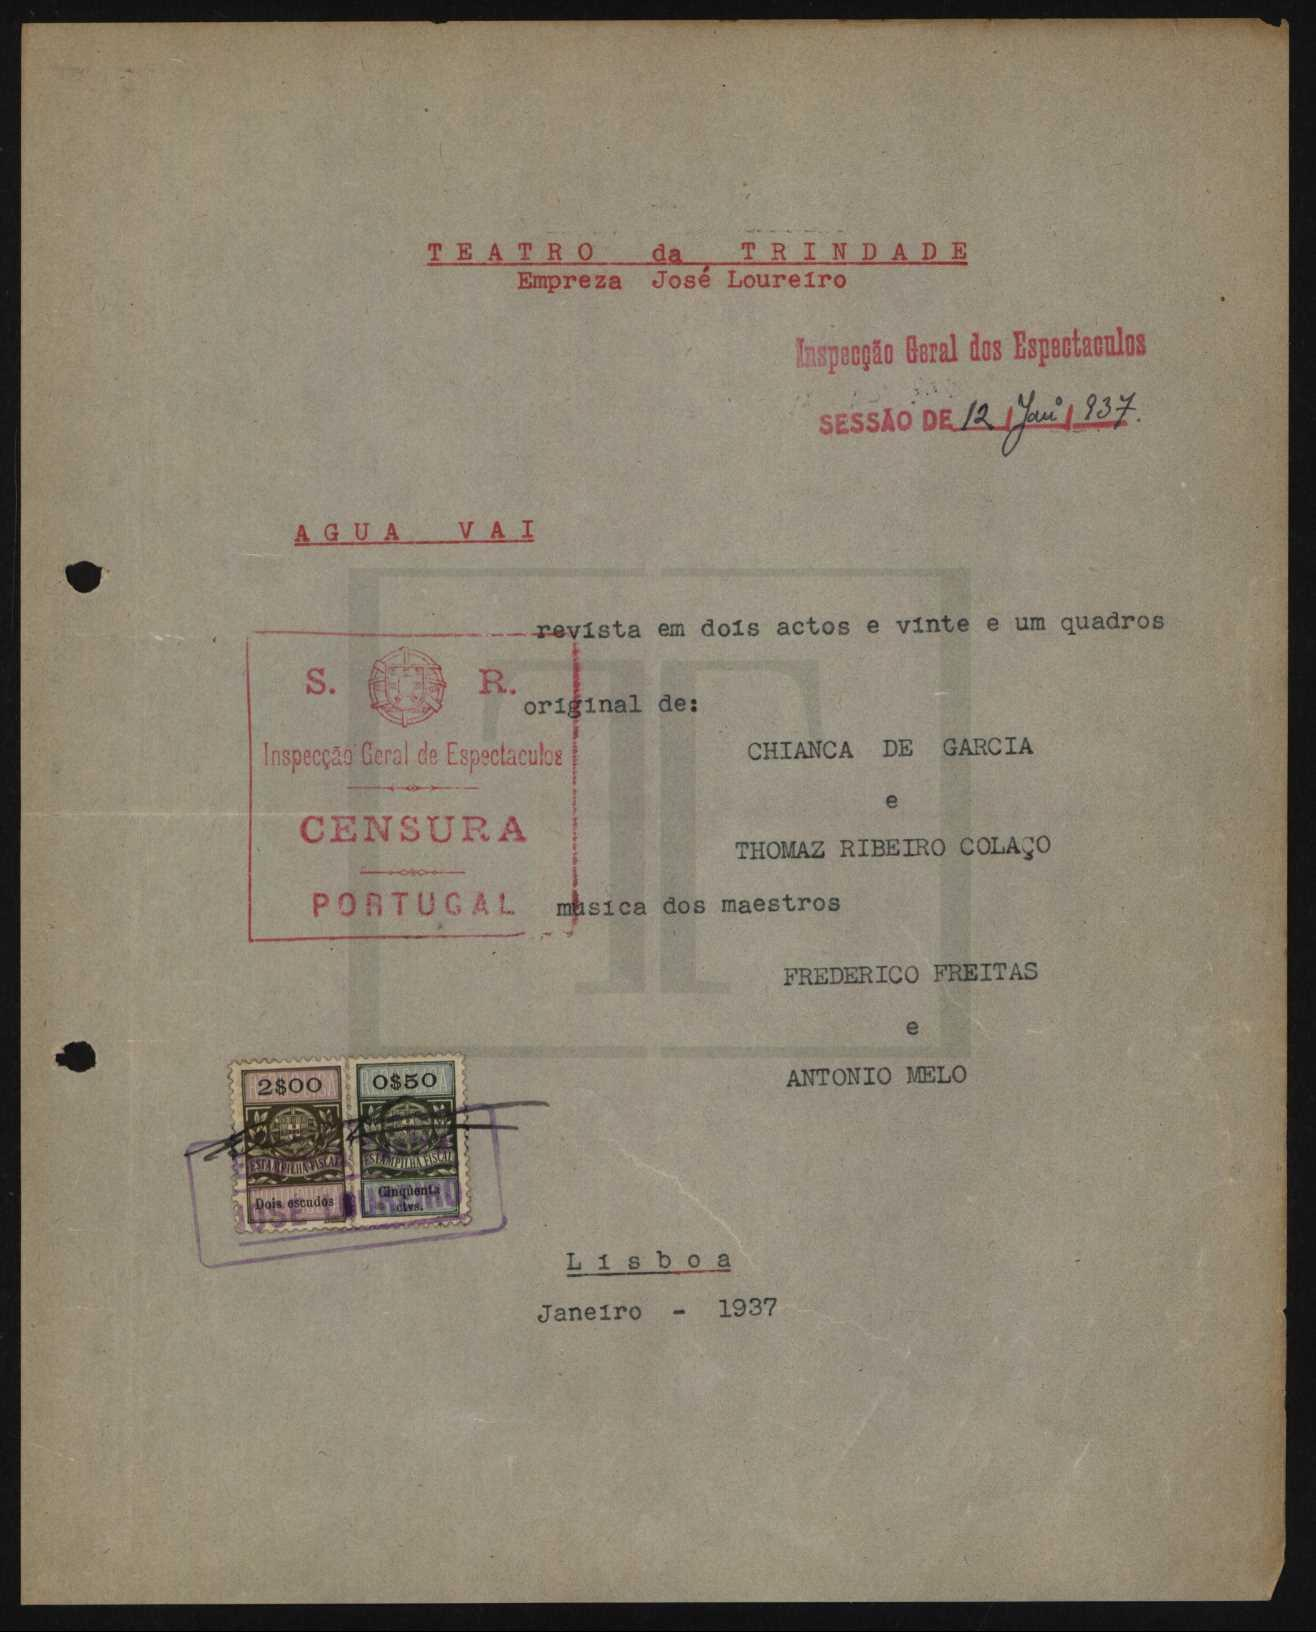 TEATRO da TRINDADE
Empreza José Loureiro
Inspecção Geral dos Espectaculos
SESSÃO DE 12 / Janº / 937.
AGUA VAI
revista em dois actos e vinte e um quadros
S. R.
original de:
Inspecção Geral de Espectaculos
CHIANCA DE GARCIA
e
CENSURA
THOMAZ RIBEIRO COLAÇO
PORTUGAL
musica dos maestros
FREDERICO FREITAS
e
ANTONIO MELO
2$00 0$50
ESTAMPILHA FISCAL ESTAMPILHA FISCAL
Dois escudos Cinquenta ctvs.
JOSÉ LOUREIRO
Lisboa
Janeiro - 1937